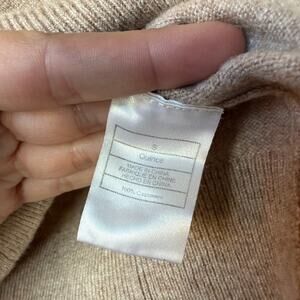 S
Quince
MADE IN CHINA
FABRIQUÉ EN CHINE
HECHO EN CHINA
100% Cashmere